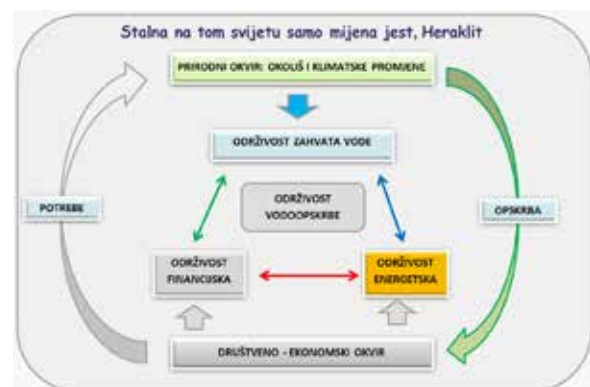 Stalna na tom svijetu samo mijena jest, Heraklit
PRIRODNI OKVIR: OKOLIŠ I KLIMATSKE PROMJENE
ODRŽIVOST ZAHVATA VODE
ODRŽIVOST
VODOOPSKRBE
POTREBE
OPSKRBA
ODRŽIVOST
FINANCIJSKA
ODRŽIVOST
ENERGETSKA
DRUŠTVENO - EKONOMSKI OKVIR